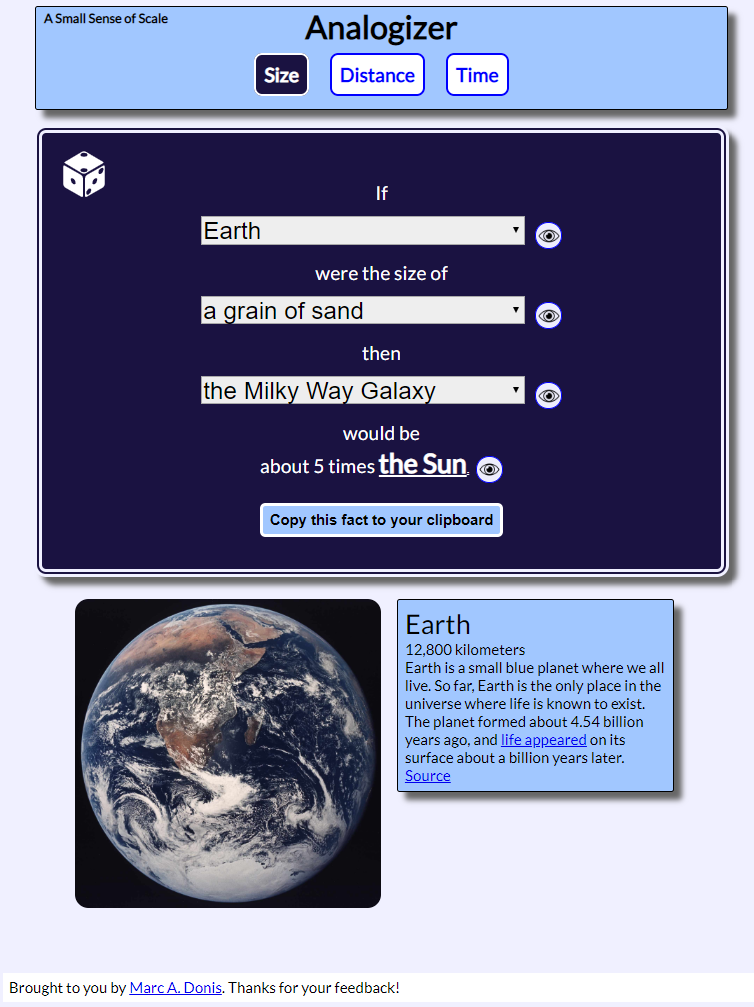 A Small Sense of Scale
Analogizer
Size Distance Time
If
Earth
were the size of
a grain of sand
then
the Milky Way Galaxy
would be
about 5 times the Sun.
Copy this fact to your clipboard
Earth
12,800 kilometers
Earth is a small blue planet where we all
live. So far, Earth is the only place in the
universe where life is known to exist.
The planet formed about 4.54 billion
years ago, and life appeared on its
surface about a billion years later.
Source
Brought to you by Marc A. Donis. Thanks for your feedback!